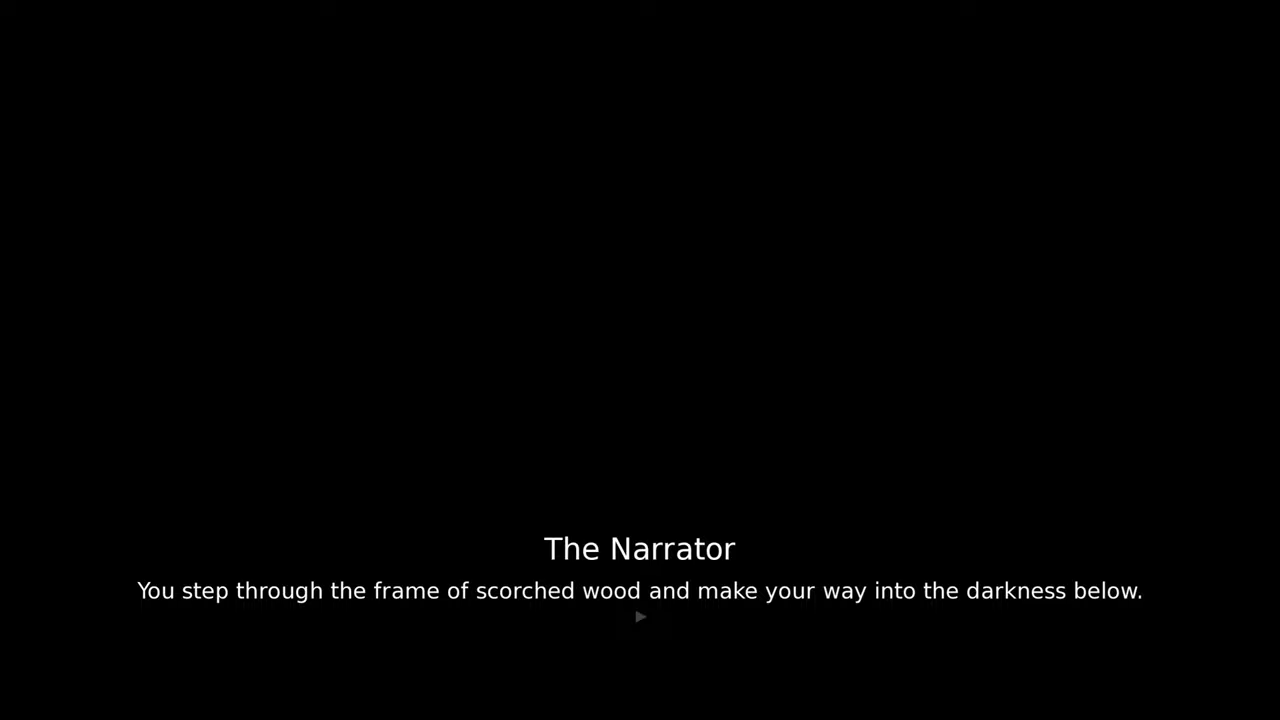 The Narrator
You step through the frame of scorched wood and make your way into the darkness below.